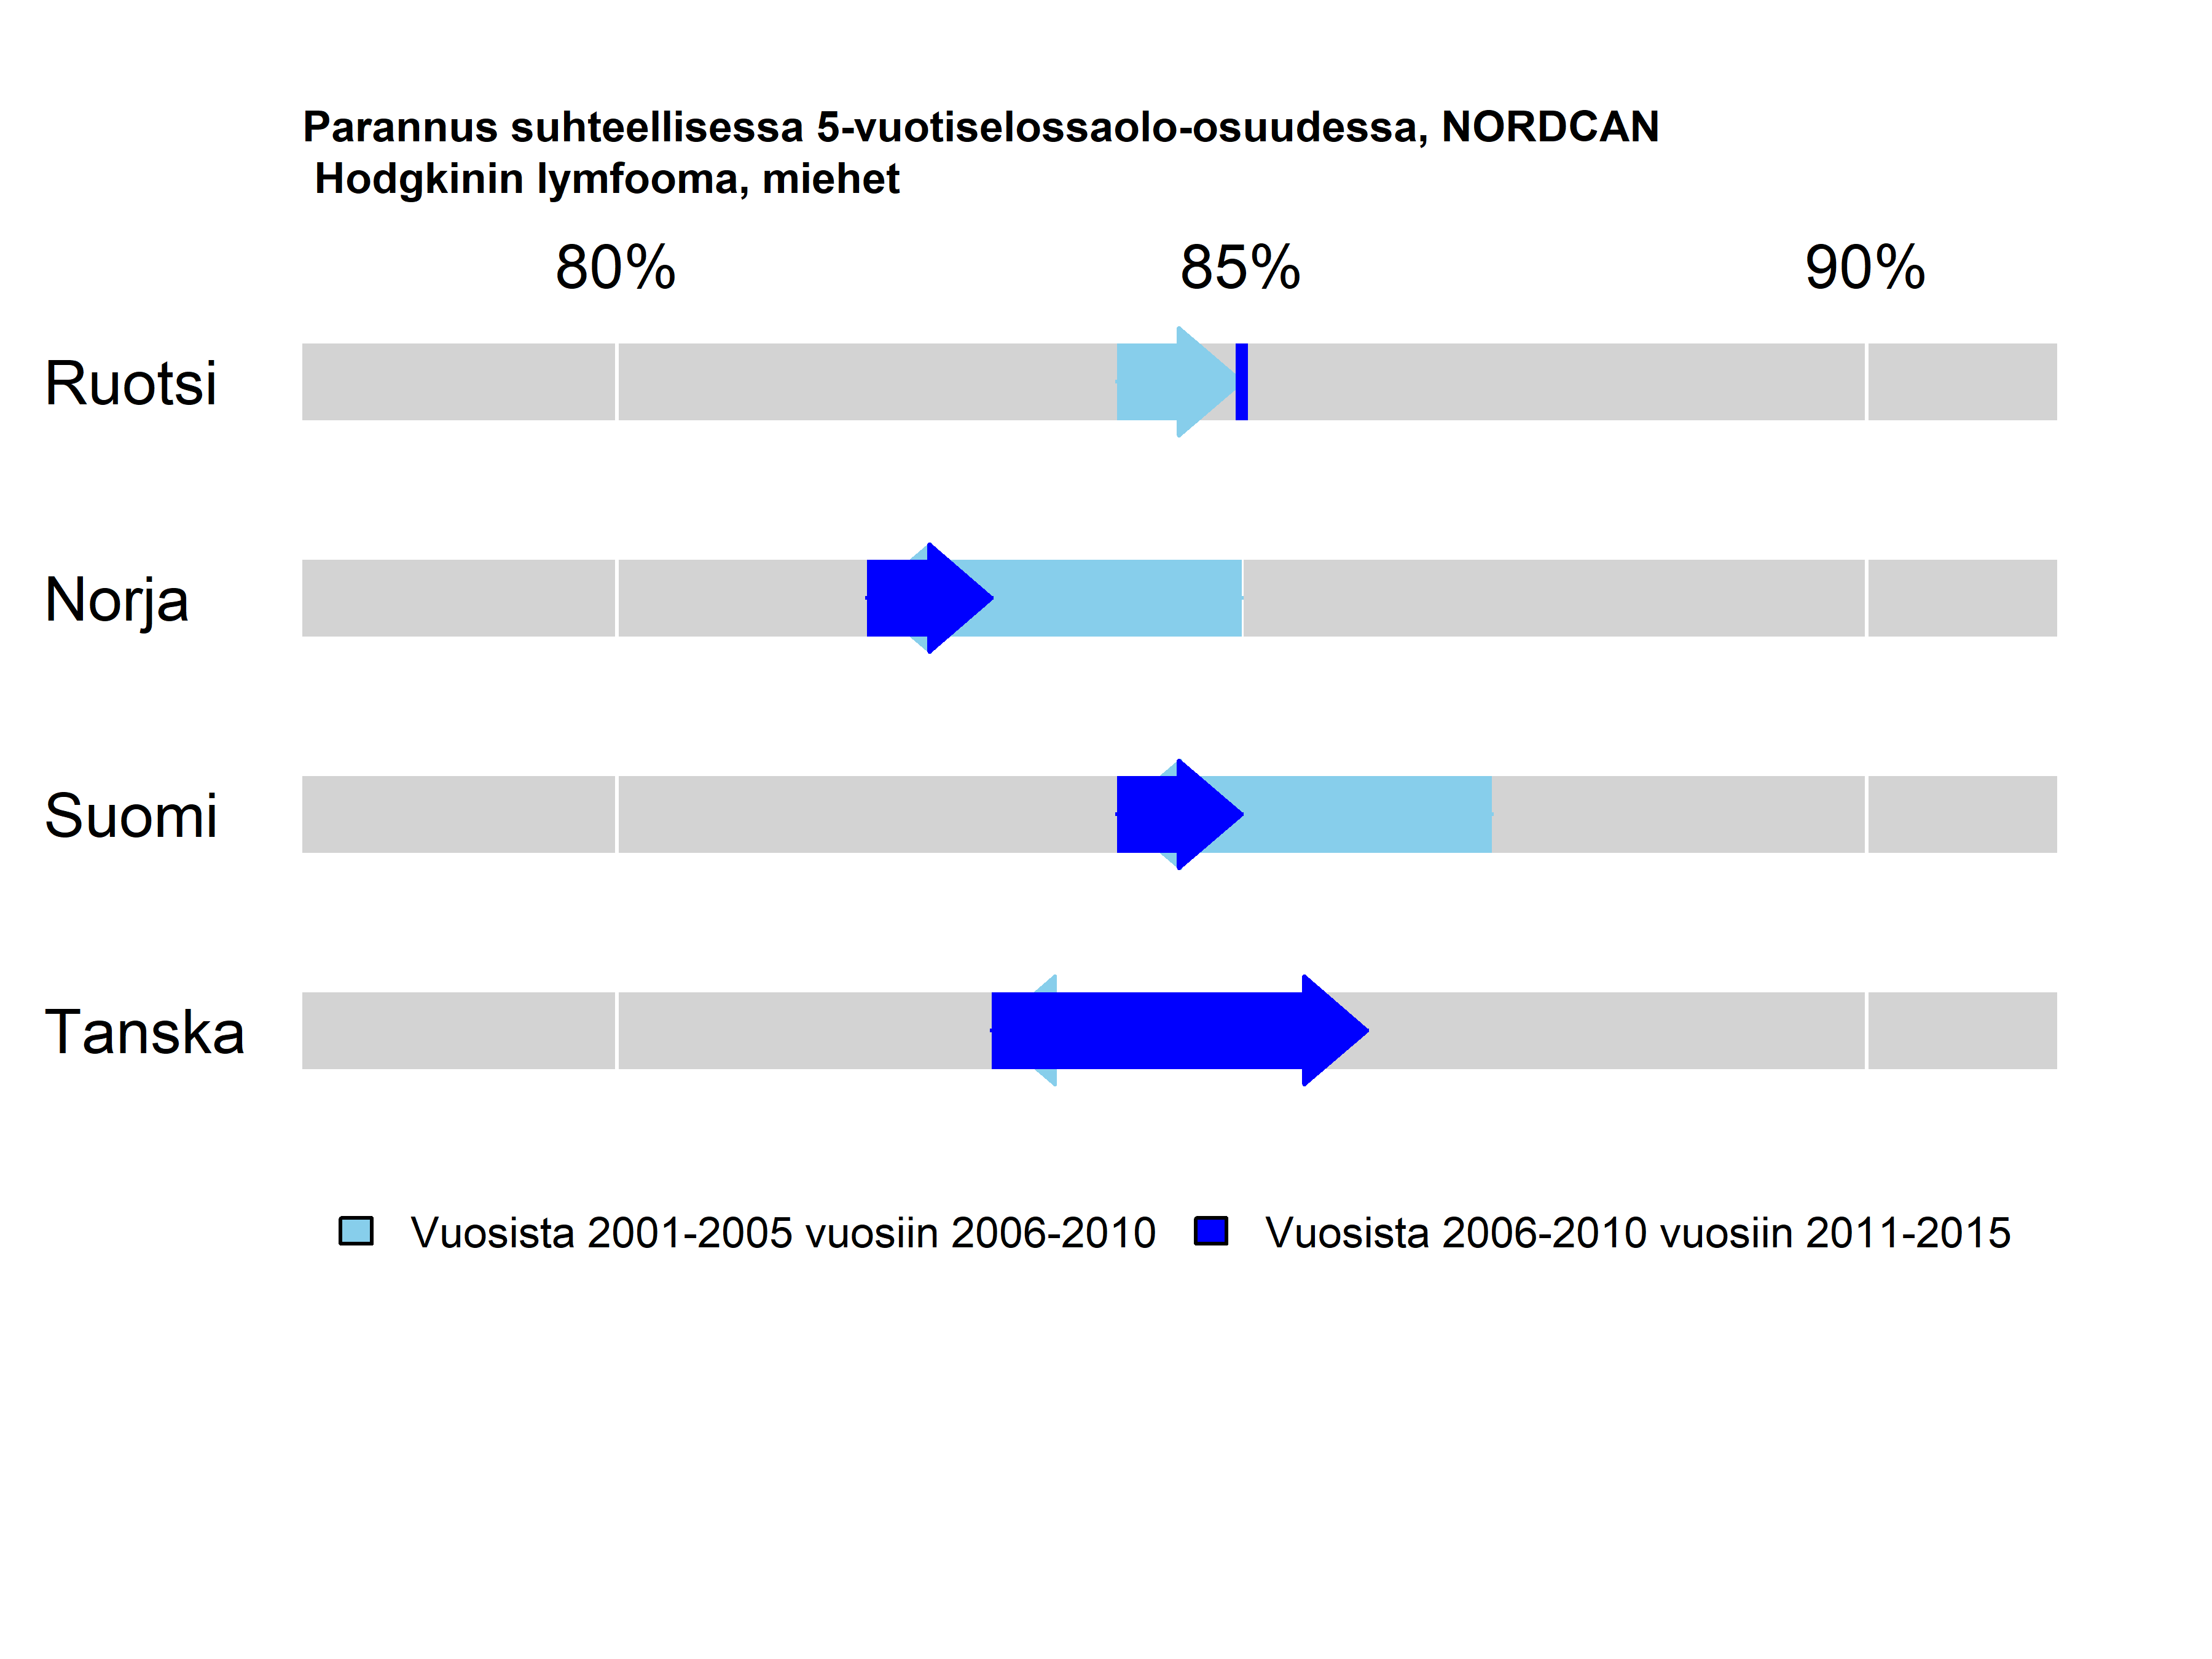 Parannus suhteellisessa 5-vuotiselossaolo-osuudessa, NORDCAN
Hodgkinin lymfooma, miehet
80% 85% 90%
Ruotsi
Norja
Suomi
Tanska
Vuosista 2001-2005 vuosiin 2006-2010 Vuosista 2006-2010 vuosiin 2011-2015